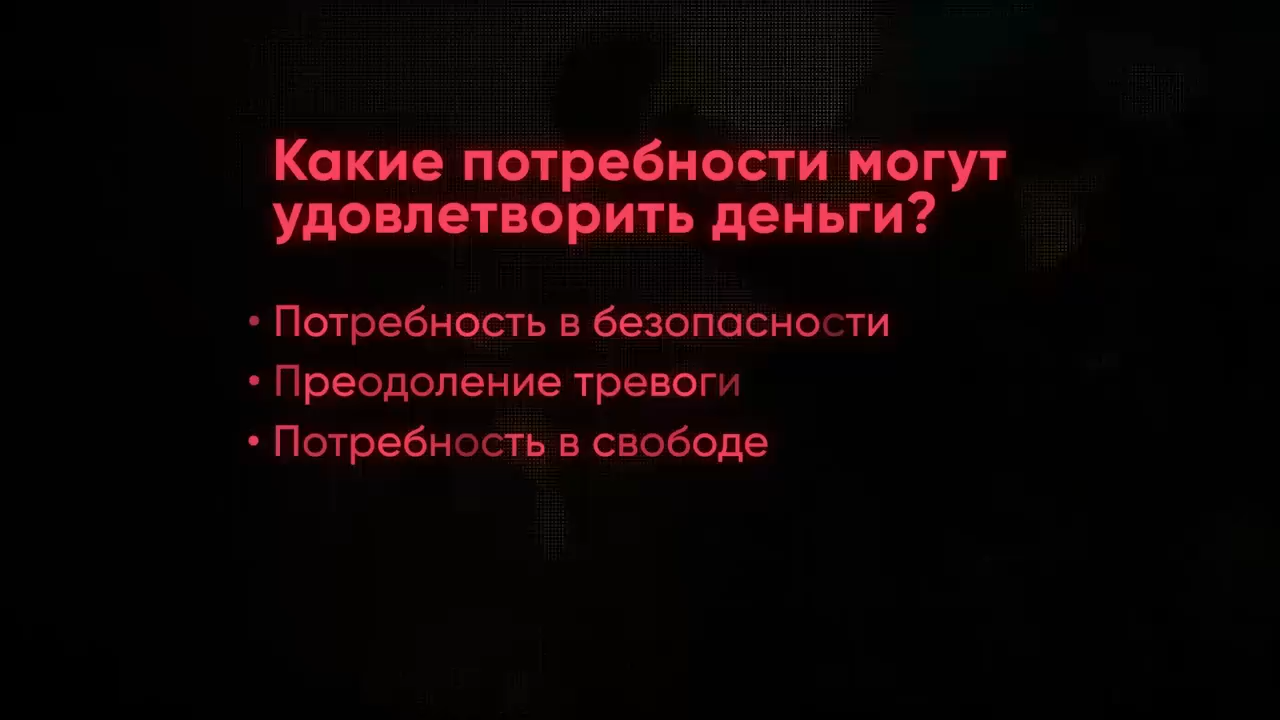 Какие потребности могут
удовлетворить деньги?
• Потребность в безопасности
• Преодоление тревоги
• Потребность в свободе